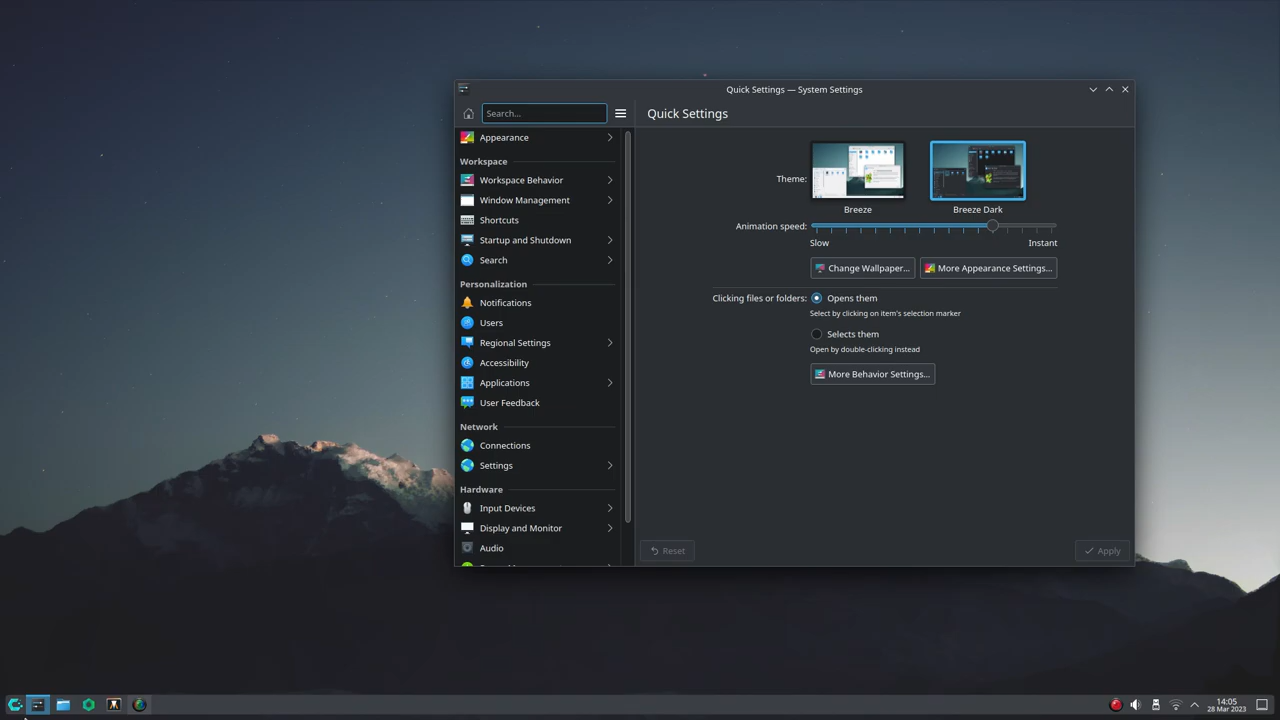 Quick Settings — System Settings
Search...
Quick Settings
Appearance
Workspace
Workspace Behavior
Window Management
Shortcuts
Startup and Shutdown
Search
Personalization
Notifications
Users
Regional Settings
Accessibility
Applications
User Feedback
Network
Connections
Settings
Hardware
Input Devices
Display and Monitor
Audio
Theme:
Breeze
Breeze Dark
Animation speed:
Slow
Instant
Change Wallpaper...
More Appearance Settings...
Clicking files or folders:
Opens them
Select by clicking on item's selection marker
Selects them
Open by double-clicking instead
More Behavior Settings...
Reset
Apply
14:05
28 Mar 2023